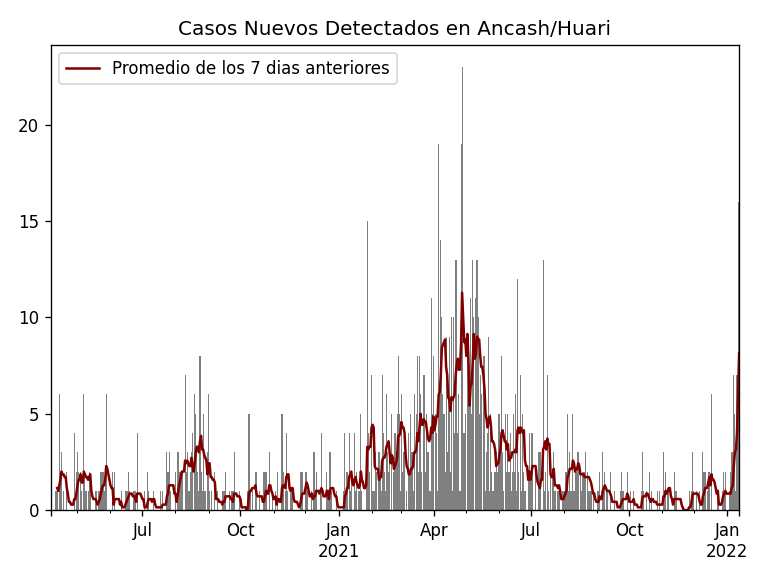 Casos Nuevos Detectados en Ancash/Huari
Promedio de los 7 dias anteriores
20
15
10
5
0
Jul Oct Jan Apr Jul Oct Jan
2021 2022